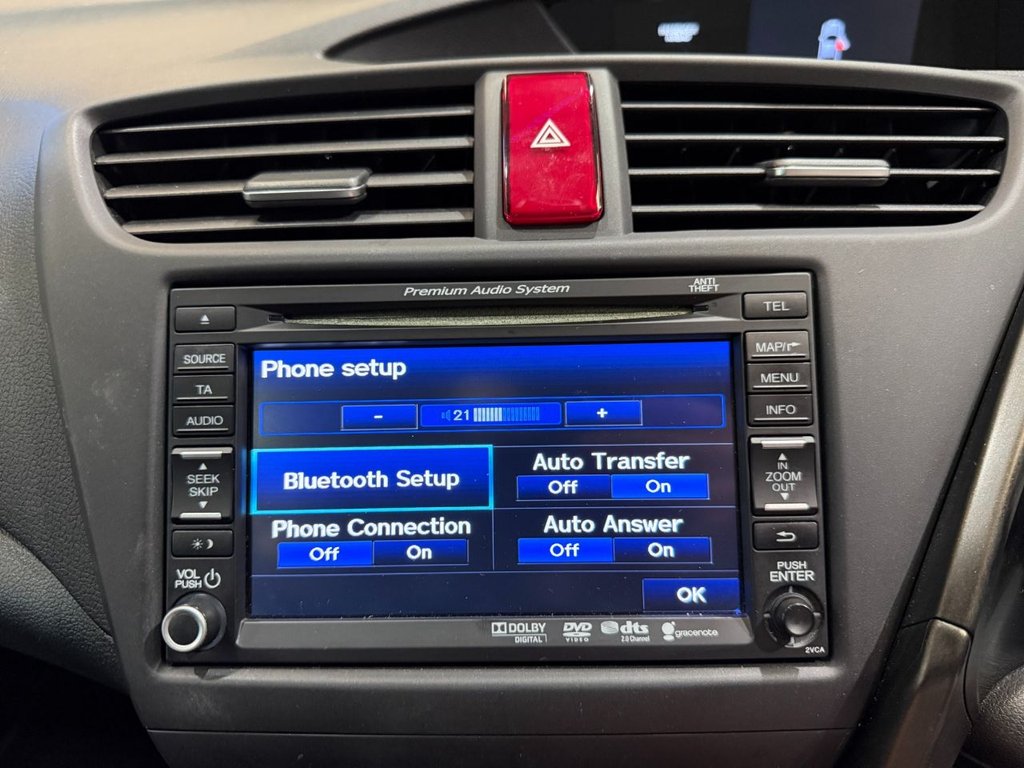 Premium Audio System
ANTI
THEFT
TEL
SOURCE
MAP/
TA
MENU
AUDIO
INFO
Phone setup
-
21
+
Bluetooth Setup
Auto Transfer
Off On
Phone Connection
Off On
Auto Answer
Off On
OK
SEEK
SKIP
IN
ZOOM
OUT
VOL
PUSH
PUSH
ENTER
DOLBY
DIGITAL
DVD
VIDEO
dts
2.0 Channel
gracenote
2VCA